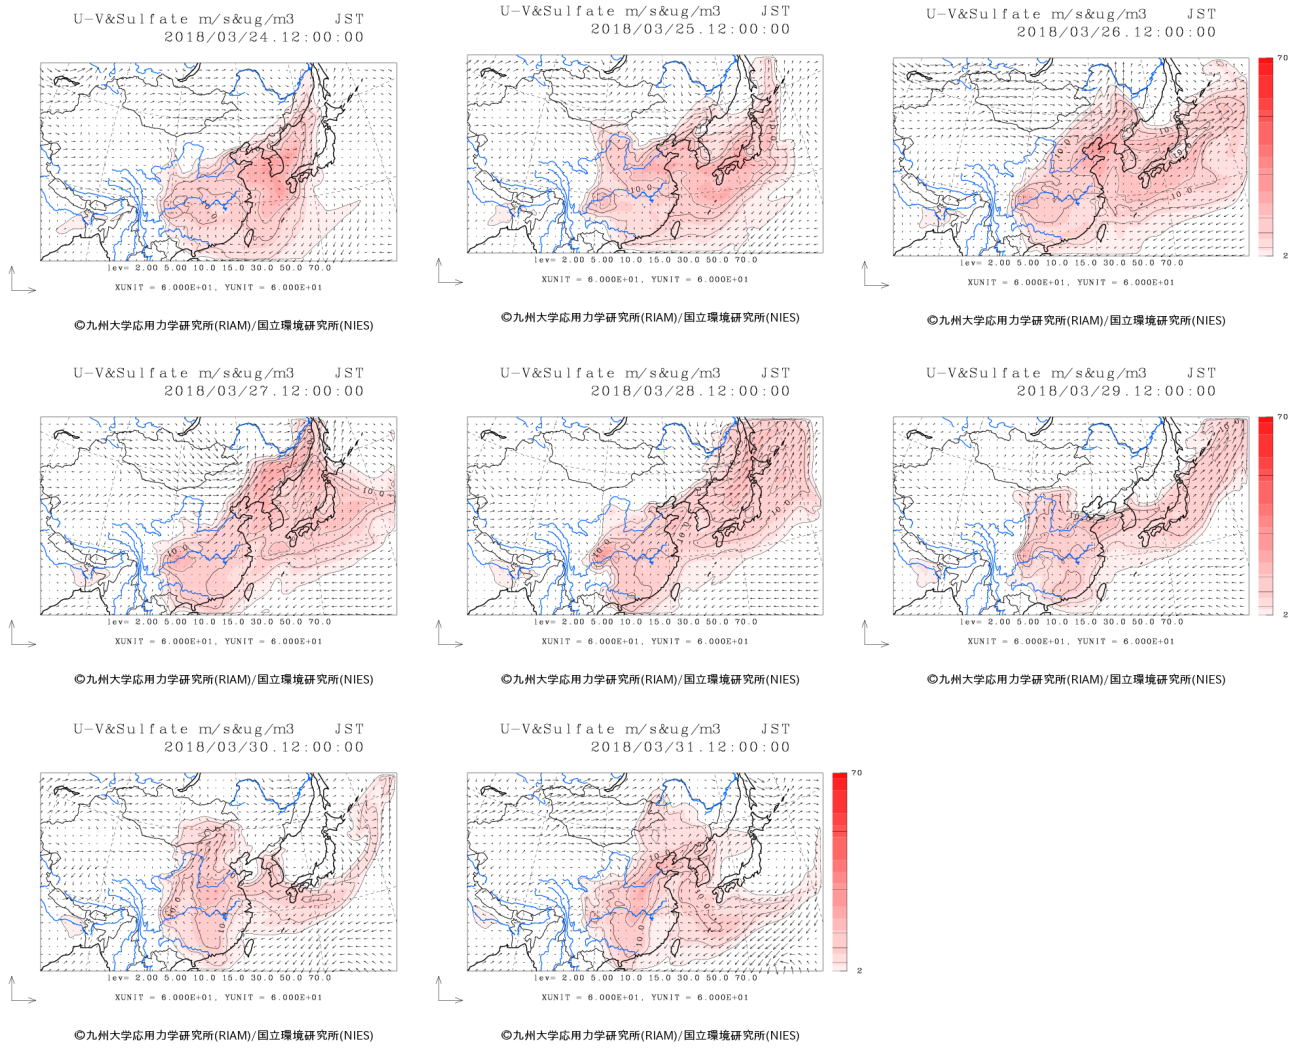 U-V&Sulfate m/s&ug/m3 JST
2018/03/24.12:00:00
lev= 2.00 5.00 10.0 15.0 30.0 50.0 70.0
XUNIT = 6.000E+01, YUNIT = 6.000E+01
©九州大学応用力学研究所(RIAM)/国立環境研究所(NIES)
U-V&Sulfate m/s&ug/m3 JST
2018/03/25.12:00:00
10.0
lev= 2.00 5.00 10.0 15.0 30.0 50.0 70.0
XUNIT = 6.000E+01, YUNIT = 6.000E+01
©九州大学応用力学研究所(RIAM)/国立環境研究所(NIES)
U-V&Sulfate m/s&ug/m3 JST
2018/03/26.12:00:00
70
2
10.0
lev= 2.00 5.00 10.0 15.0 30.0 50.0 70.0
XUNIT = 6.000E+01, YUNIT = 6.000E+01
©九州大学応用力学研究所(RIAM)/国立環境研究所(NIES)
U-V&Sulfate m/s&ug/m3 JST
2018/03/27.12:00:00
10.0
10.0
lev= 2.00 5.00 10.0 15.0 30.0 50.0 70.0
XUNIT = 6.000E+01, YUNIT = 6.000E+01
©九州大学応用力学研究所(RIAM)/国立環境研究所(NIES)
U-V&Sulfate m/s&ug/m3 JST
2018/03/28.12:00:00
10.0
10.0
lev= 2.00 5.00 10.0 15.0 30.0 50.0 70.0
XUNIT = 6.000E+01, YUNIT = 6.000E+01
©九州大学応用力学研究所(RIAM)/国立環境研究所(NIES)
U-V&Sulfate m/s&ug/m3 JST
2018/03/29.12:00:00
70
2
lev= 2.00 5.00 10.0 15.0 30.0 50.0 70.0
XUNIT = 6.000E+01, YUNIT = 6.000E+01
©九州大学応用力学研究所(RIAM)/国立環境研究所(NIES)
U-V&Sulfate m/s&ug/m3 JST
2018/03/30.12:00:00
10.0
lev= 2.00 5.00 10.0 15.0 30.0 50.0 70.0
XUNIT = 6.000E+01, YUNIT = 6.000E+01
©九州大学応用力学研究所(RIAM)/国立環境研究所(NIES)
U-V&Sulfate m/s&ug/m3 JST
2018/03/31.12:00:00
70
2
10.0
10.0
lev= 2.00 5.00 10.0 15.0 30.0 50.0 70.0
XUNIT = 6.000E+01, YUNIT = 6.000E+01
©九州大学応用力学研究所(RIAM)/国立環境研究所(NIES)